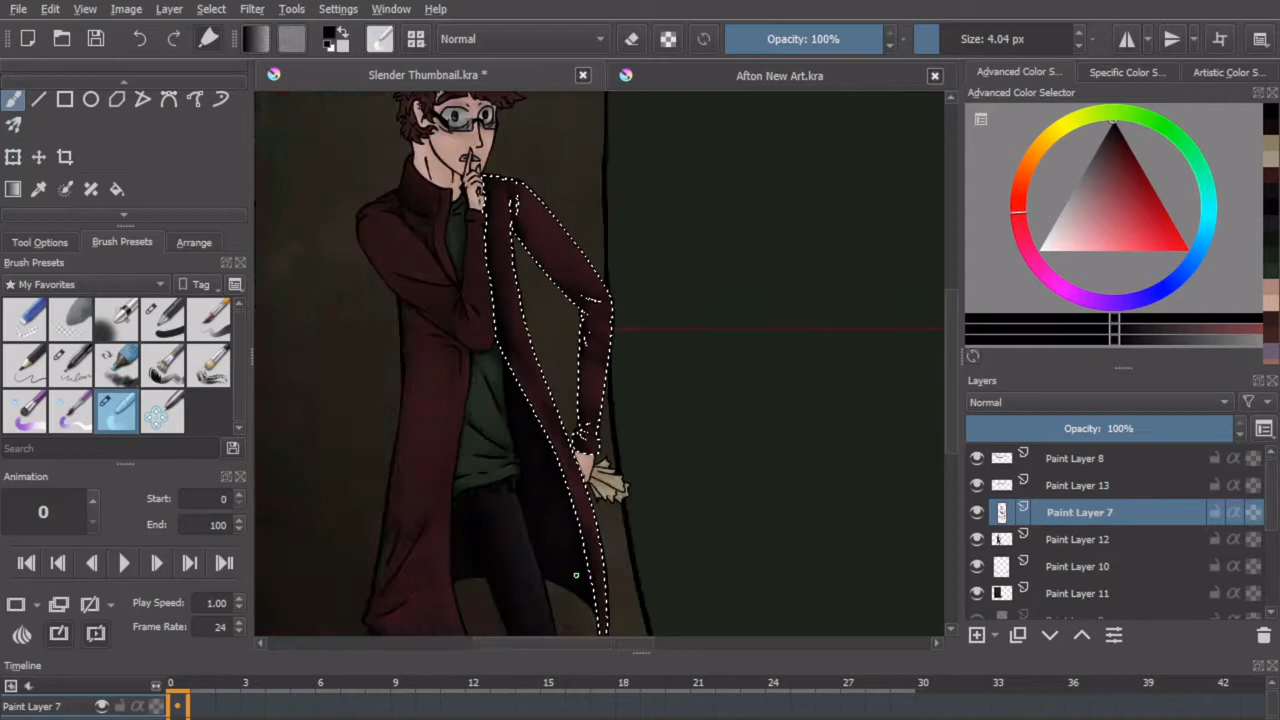 File Edit View Image Layer Select Filter Tools Settings Window Help
Normal Opacity: 100% Size: 4.04 px
Slender Thumbnail.kra * Afton New Art.kra
Advanced Color S... Specific Color S... Artistic Color S...
Advanced Color Selector
Tool Options Brush Presets Arrange
Brush Presets
My Favorites Tag
Search
Animation
0 Start: 0
End: 100
Play Speed: 1.00
Frame Rate: 24
Layers
Normal
Opacity: 100%
Paint Layer 8
Paint Layer 13
Paint Layer 7
Paint Layer 12
Paint Layer 10
Paint Layer 11
Timeline
0 3 6 9 12 15 18 21 24 27 30 33 36 39 42
Paint Layer 7